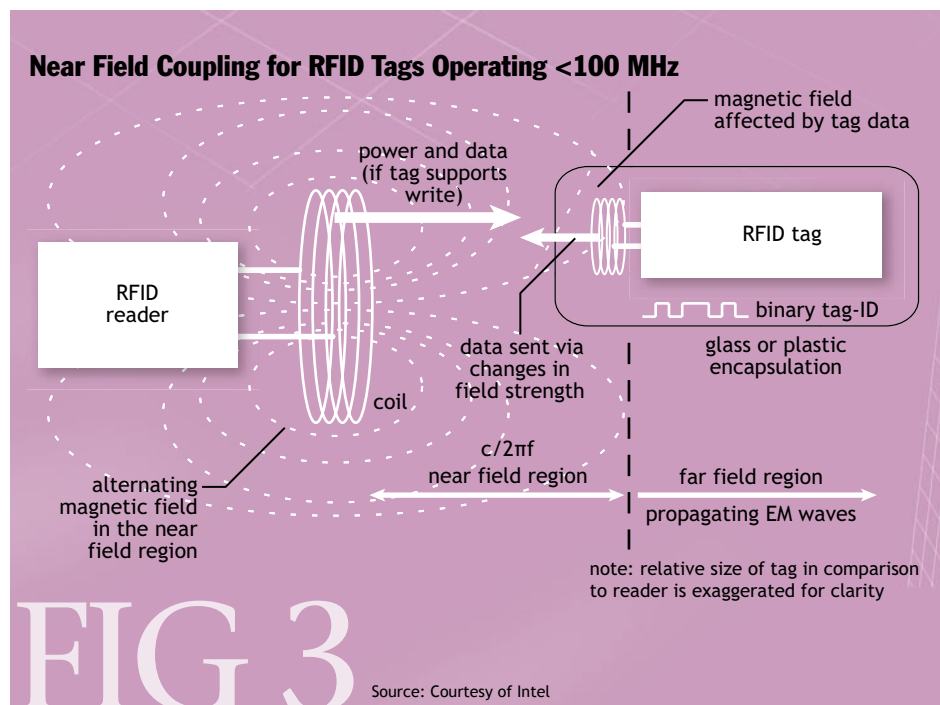 Near Field Coupling for RFID Tags Operating <100 MHz
magnetic field
affected by tag data
power and data
(if tag supports
write)
RFID tag
RFID
reader
binary tag-ID
glass or plastic
encapsulation
data sent via
changes in
field strength
coil
c/2πf
near field region
far field region
propagating EM waves
alternating
magnetic field
in the near
field region
note: relative size of tag in comparison
to reader is exaggerated for clarity
FIG 3
Source: Courtesy of Intel